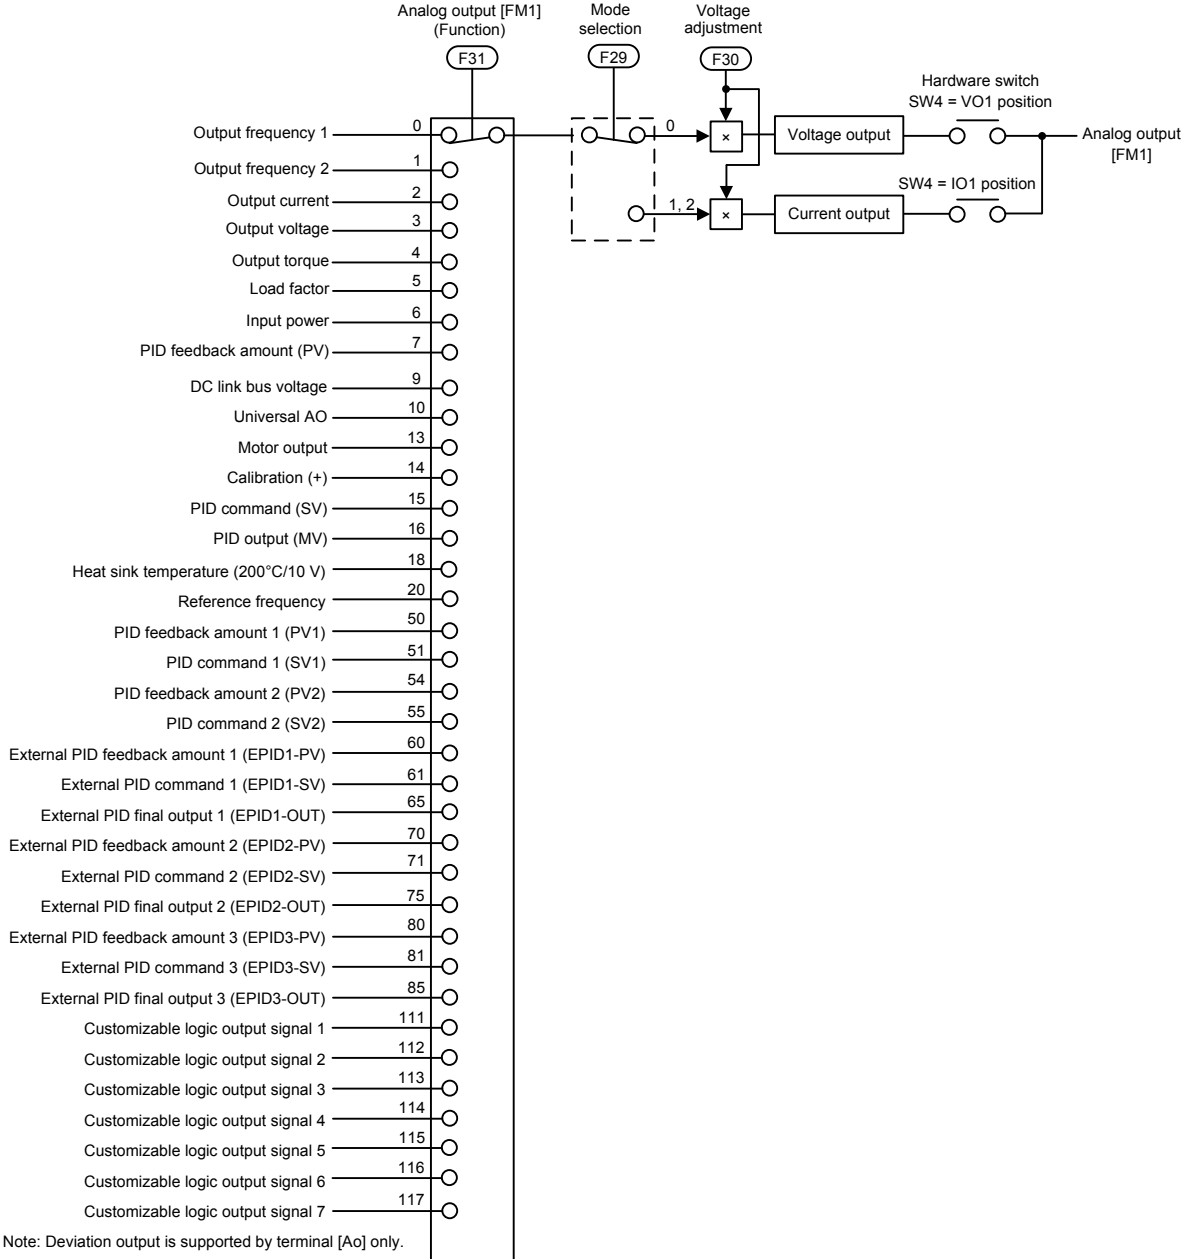 Analog output [FM1]
(Function)
Mode
selection
Voltage
adjustment
F31
F29
F30
Hardware switch
SW4 = VO1 position
Output frequency 1
0
0
×
Voltage output
Analog output
[FM1]
Output frequency 2
1
Output current
2
1, 2
×
Current output
SW4 = IO1 position
Output voltage
3
Output torque
4
Load factor
5
Input power
6
PID feedback amount (PV)
7
DC link bus voltage
9
Universal AO
10
Motor output
13
Calibration (+)
14
PID command (SV)
15
PID output (MV)
16
Heat sink temperature (200°C/10 V)
18
Reference frequency
20
PID feedback amount 1 (PV1)
50
PID command 1 (SV1)
51
PID feedback amount 2 (PV2)
54
PID command 2 (SV2)
55
External PID feedback amount 1 (EPID1-PV)
60
External PID command 1 (EPID1-SV)
61
External PID final output 1 (EPID1-OUT)
65
External PID feedback amount 2 (EPID2-PV)
70
External PID command 2 (EPID2-SV)
71
External PID final output 2 (EPID2-OUT)
75
External PID feedback amount 3 (EPID3-PV)
80
External PID command 3 (EPID3-SV)
81
External PID final output 3 (EPID3-OUT)
85
Customizable logic output signal 1
111
Customizable logic output signal 2
112
Customizable logic output signal 3
113
Customizable logic output signal 4
114
Customizable logic output signal 5
115
Customizable logic output signal 6
116
Customizable logic output signal 7
117
Note: Deviation output is supported by terminal [Ao] only.